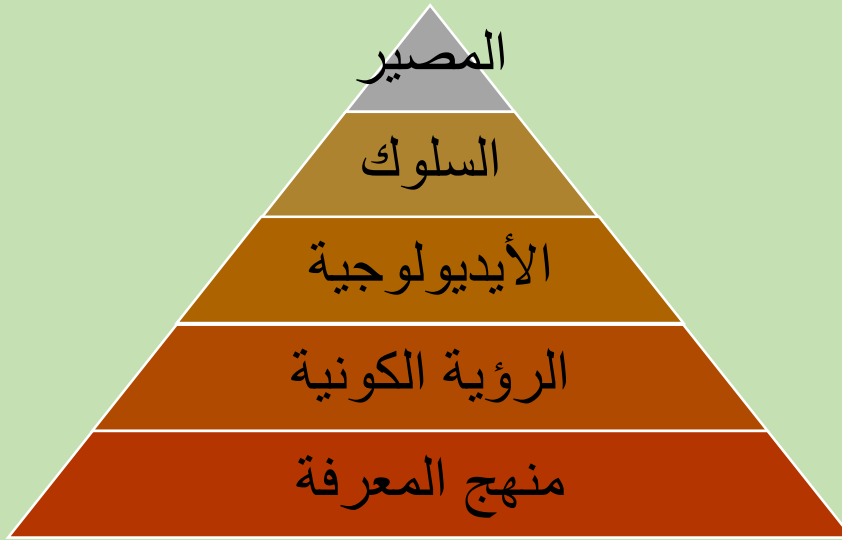 المصير
السلوك
الأيديولوجية
الرؤية الكونية
منهج المعرفة